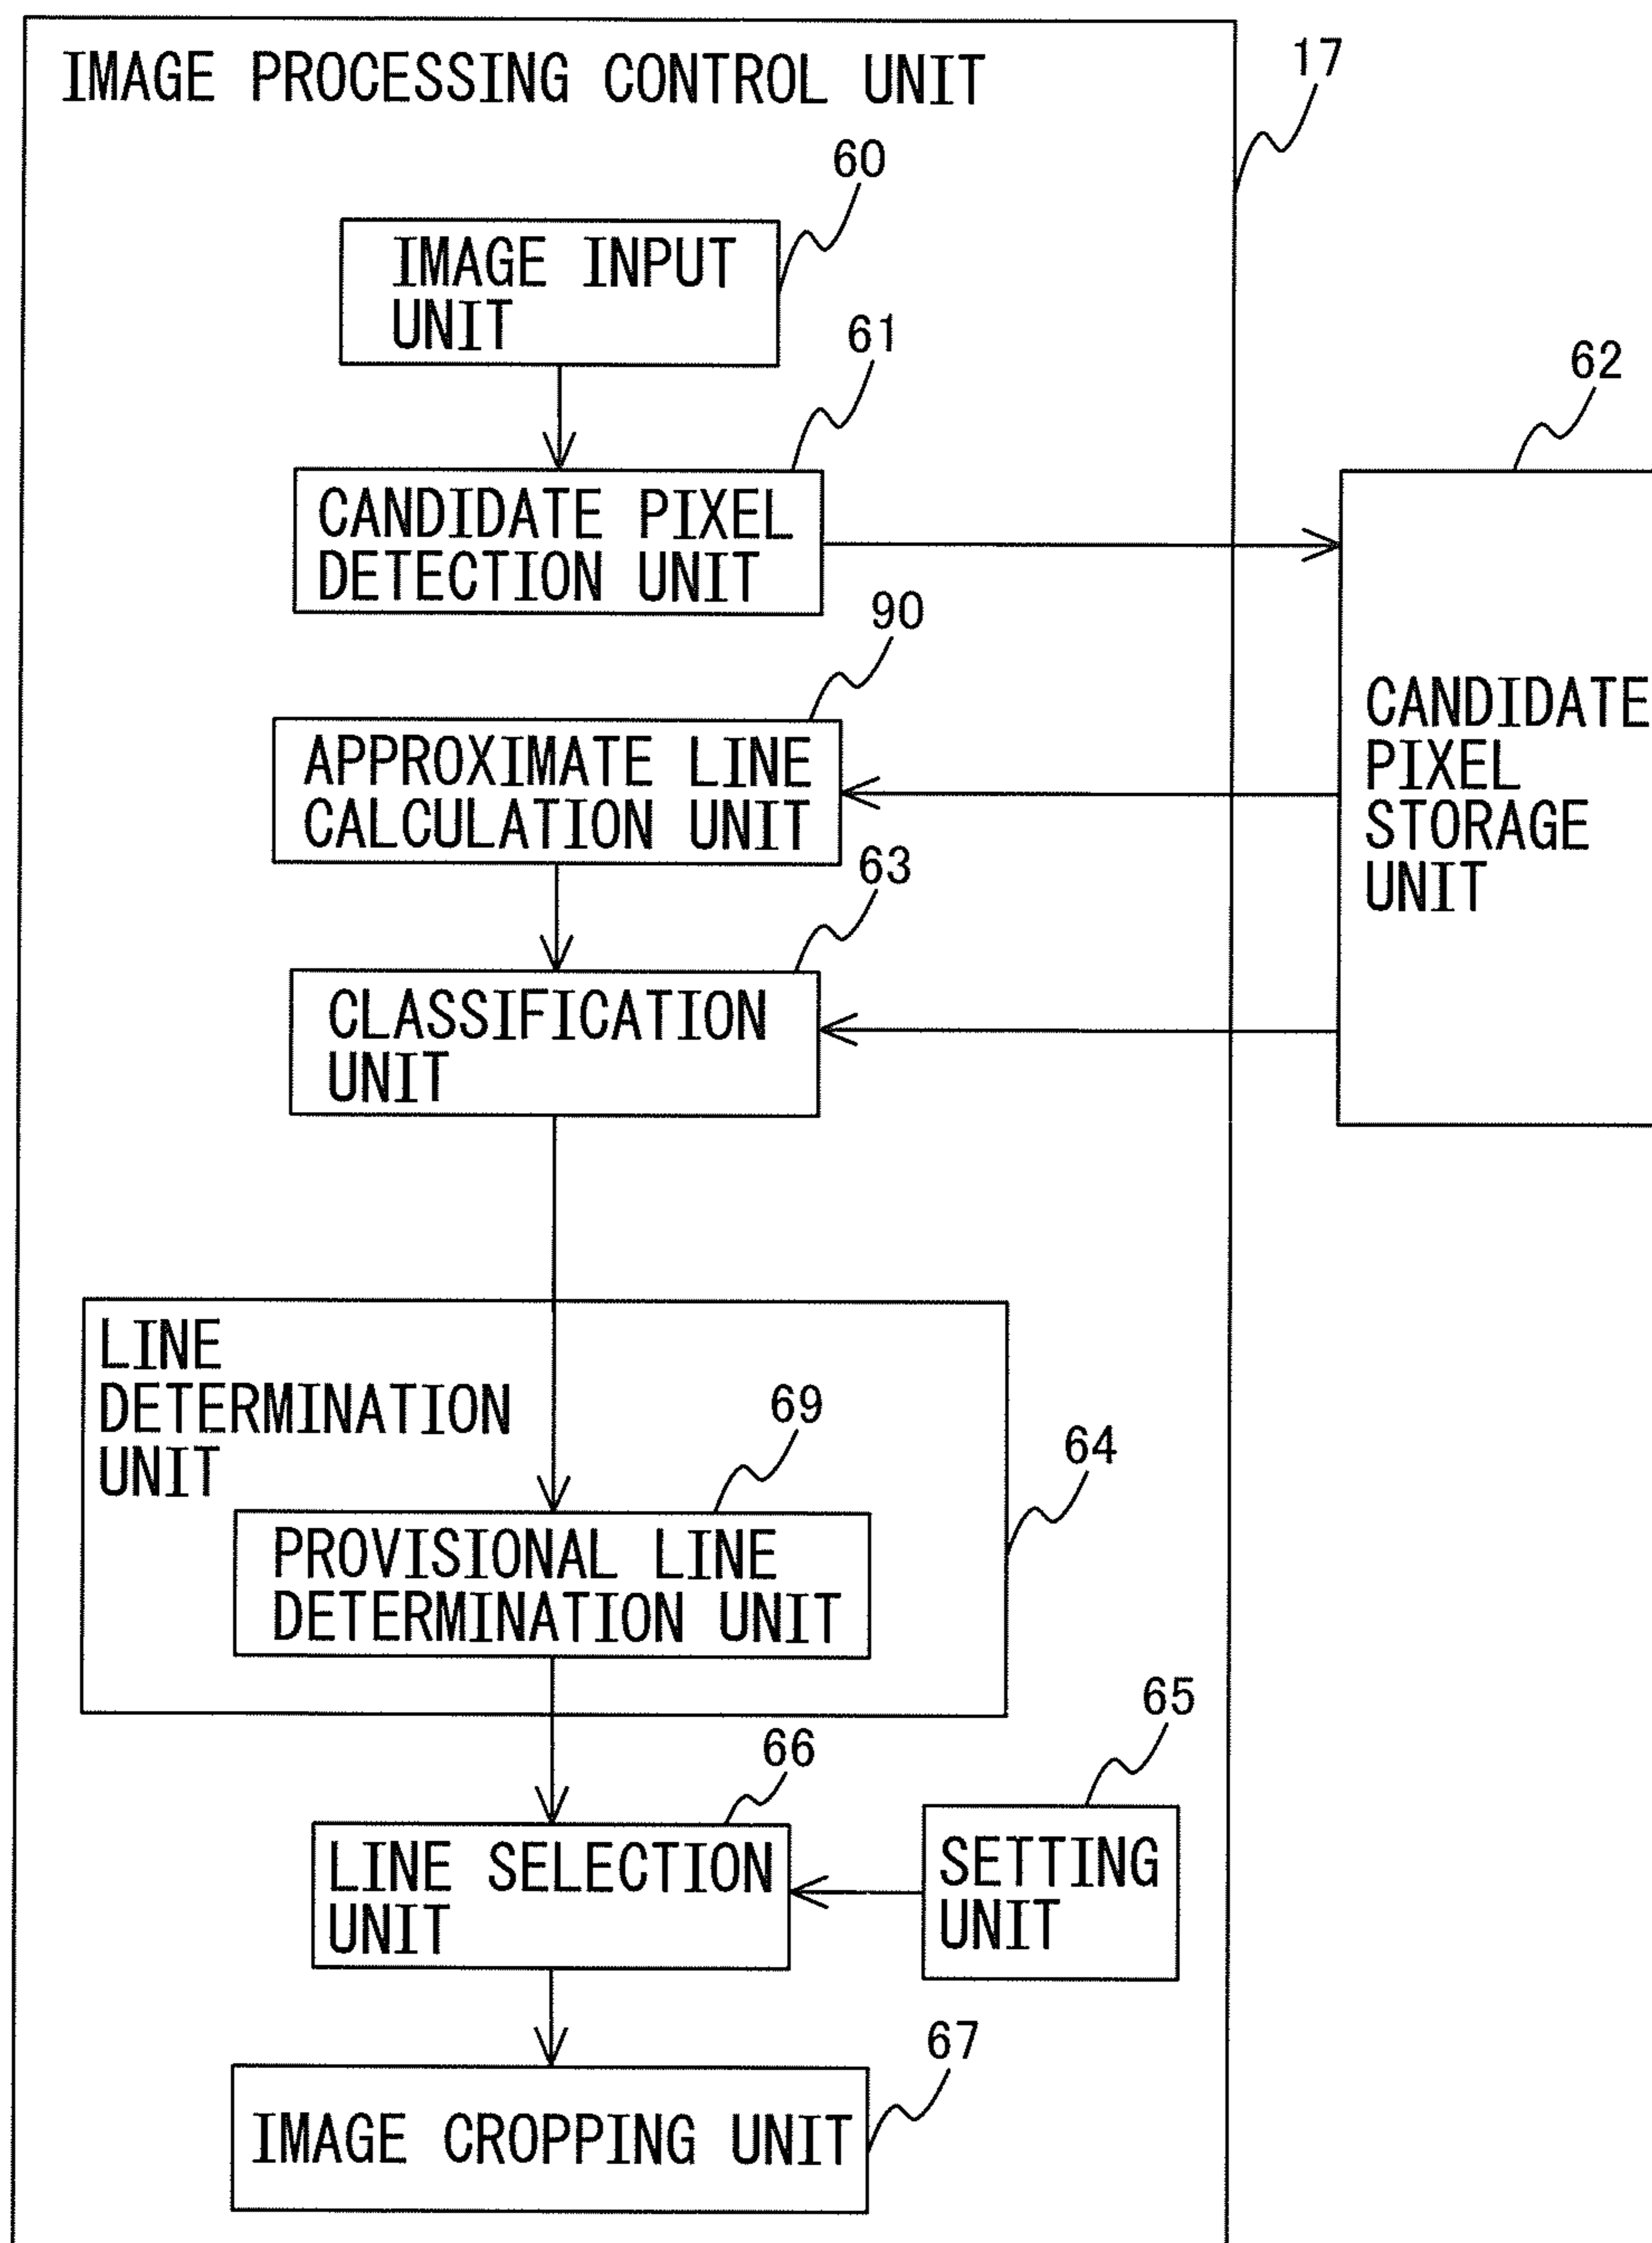 IMAGE PROCESSING CONTROL UNIT
17
60
IMAGE INPUT
UNIT
61
62
CANDIDATE PIXEL
DETECTION UNIT
90
CANDIDATE
PIXEL
STORAGE
UNIT
APPROXIMATE LINE
CALCULATION UNIT
63
CLASSIFICATION
UNIT
LINE
DETERMINATION
UNIT
69
64
PROVISIONAL LINE
DETERMINATION UNIT
65
66
LINE SELECTION
UNIT
SETTING
UNIT
67
IMAGE CROPPING UNIT